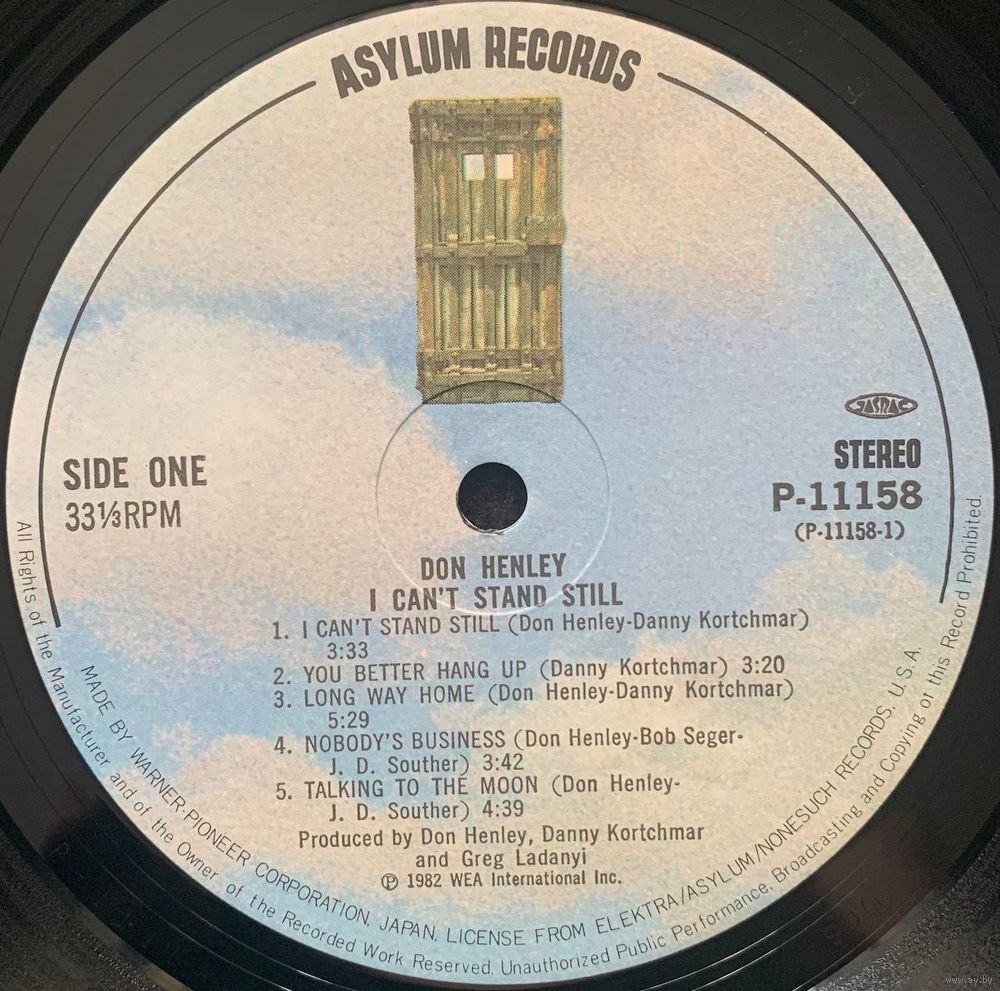 ASYLUM RECORDS
JASRAC
STEREO
P-11158
(P-11158-1)
SIDE ONE
33⅓ RPM
DON HENLEY
I CAN'T STAND STILL
1. I CAN'T STAND STILL (Don Henley-Danny Kortchmar)
3:33
2. YOU BETTER HANG UP (Danny Kortchmar) 3:20
3. LONG WAY HOME (Don Henley-Danny Kortchmar)
5:29
4. NOBODY'S BUSINESS (Don Henley-Bob Seger-
J. D. Souther) 3:42
5. TALKING TO THE MOON (Don Henley-
J. D. Souther) 4:39
Produced by Don Henley, Danny Kortchmar
and Greg Ladanyi
℗ 1982 WEA International Inc.
MADE BY WARNER-PIONEER CORPORATION, JAPAN. LICENSE FROM ELEKTRA/ASYLUM/NONESUCH RECORDS, U.S.A.
All Rights of the Manufacturer and of the Owner of the Recorded Work Reserved. Unauthorized Public Performance, Broadcasting and Copying of this Record Prohibited.
www.ay.by